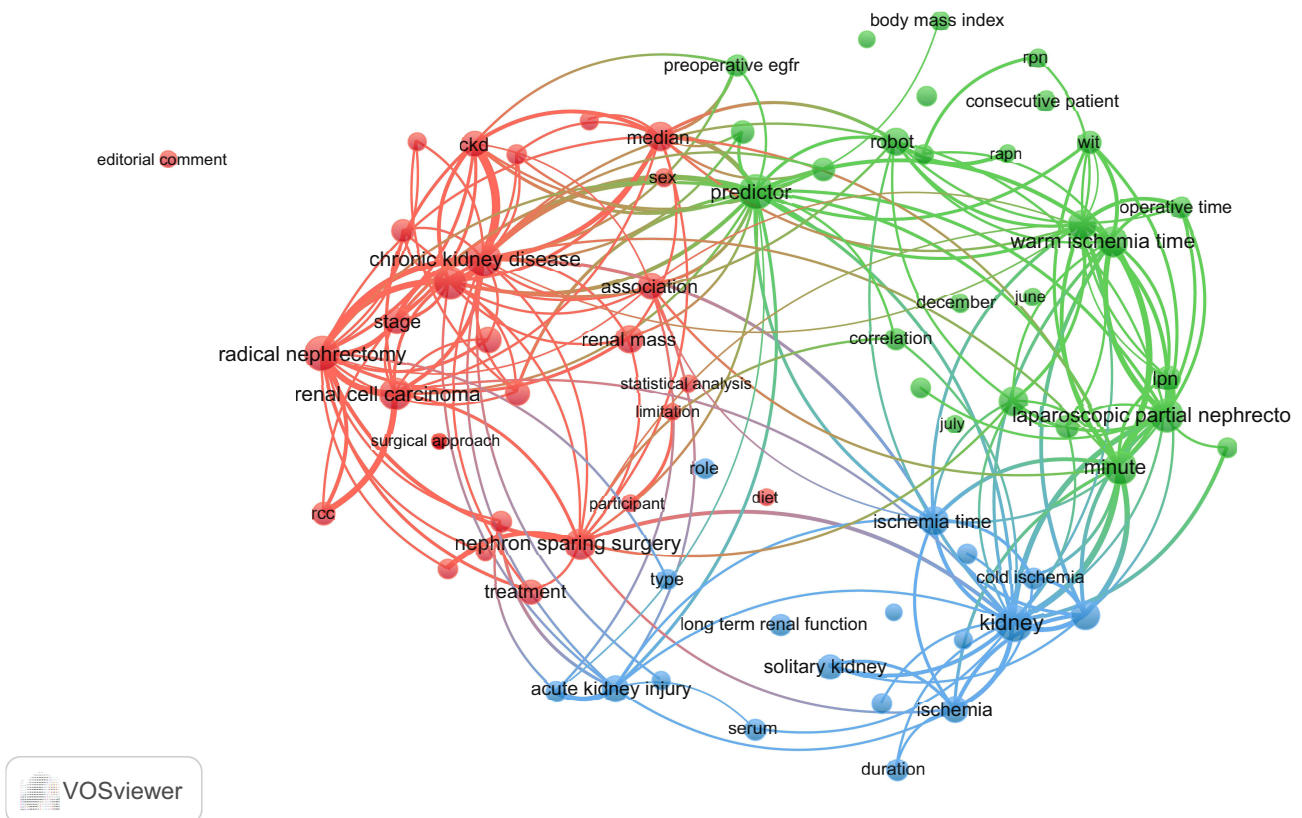 body mass index
preoperative egfr
rpn
consecutive patient
editorial comment
ckd
median
robot
rapn
wit
sex
predictor
operative time
warm ischemia time
chronic kidney disease
association
december
june
stage
radical nephrectomy
renal mass
correlation
renal cell carcinoma
statistical analysis
lpn
limitation
laparoscopic partial nephrecto
surgical approach
july
role
minute
rcc
participant
diet
ischemia time
nephron sparing surgery
type
cold ischemia
treatment
long term renal function
kidney
solitary kidney
acute kidney injury
ischemia
serum
duration
VOSviewer